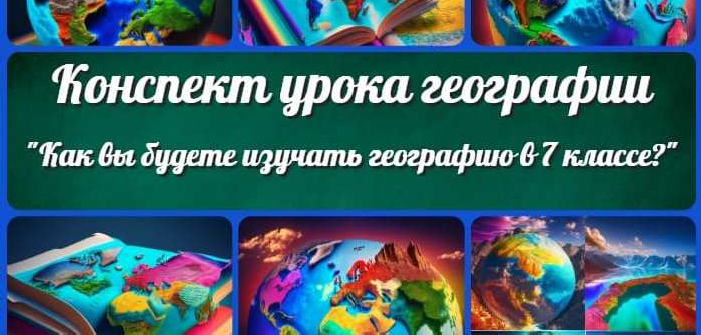 Конспект урока географии
"Как вы будете изучать географию в 7 классе?"